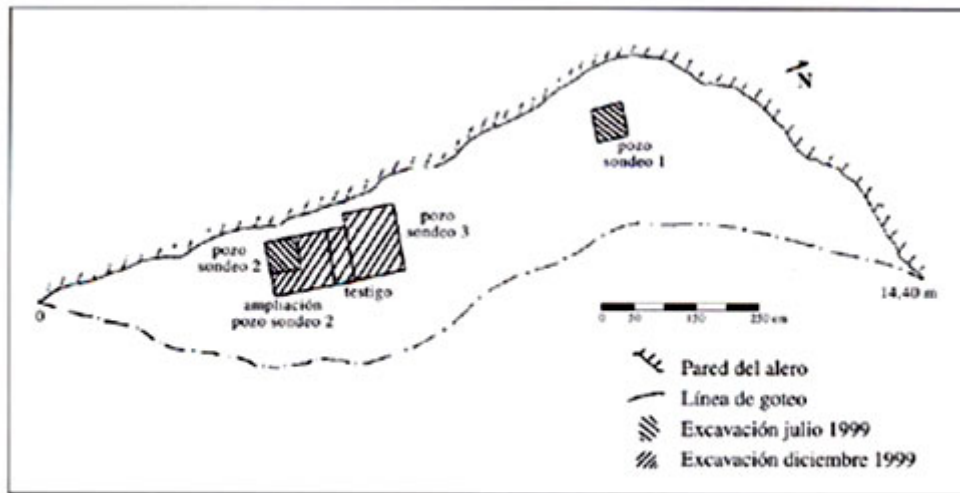 N
pozo
sondeo 1
pozo
sondeo 3
pozo
sondeo 2
testigo
ampliación
pozo sondeo 2
0
14,40 m
0 50 150 250 cm
Pared del alero
Línea de goteo
Excavación julio 1999
Excavación diciembre 1999